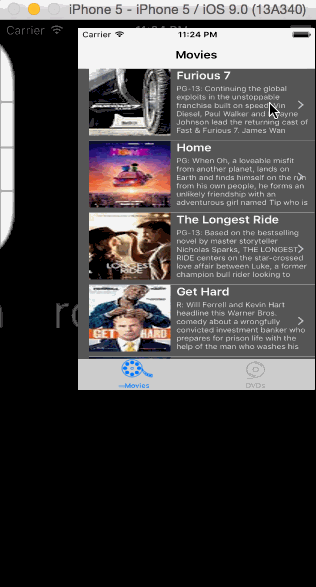 iPhone 5 - iPhone 5 / iOS 9.0 (13A340)
Carrier
Carrier 11:24 PM
Movies
Furious 7
PG-13: Continuing the global
exploits in the unstoppable
franchise built on speed, Vin
Diesel, Paul Walker and Dwayne
Johnson lead the returning cast of
Fast & Furious 7. James Wan
Home
PG: When Oh, a loveable misfit
from another planet, lands on
Earth and finds himself on the run
from his own people, he forms an
unlikely friendship with an
adventurous girl named Tip who is
The Longest Ride
PG-13: Based on the bestselling
novel by master storyteller
Nicholas Sparks, THE LONGEST
RIDE centers on the star-crossed
love affair between Luke, a former
champion bull rider looking to
LONGEST
RIDE
Get Hard
R: Will Ferrell and Kevin Hart
headline this Warner Bros.
comedy about a wrongfully
convicted investment banker who
prepares for prison life with the
help of the man who washes his
GET HARD
Movies
DVDs